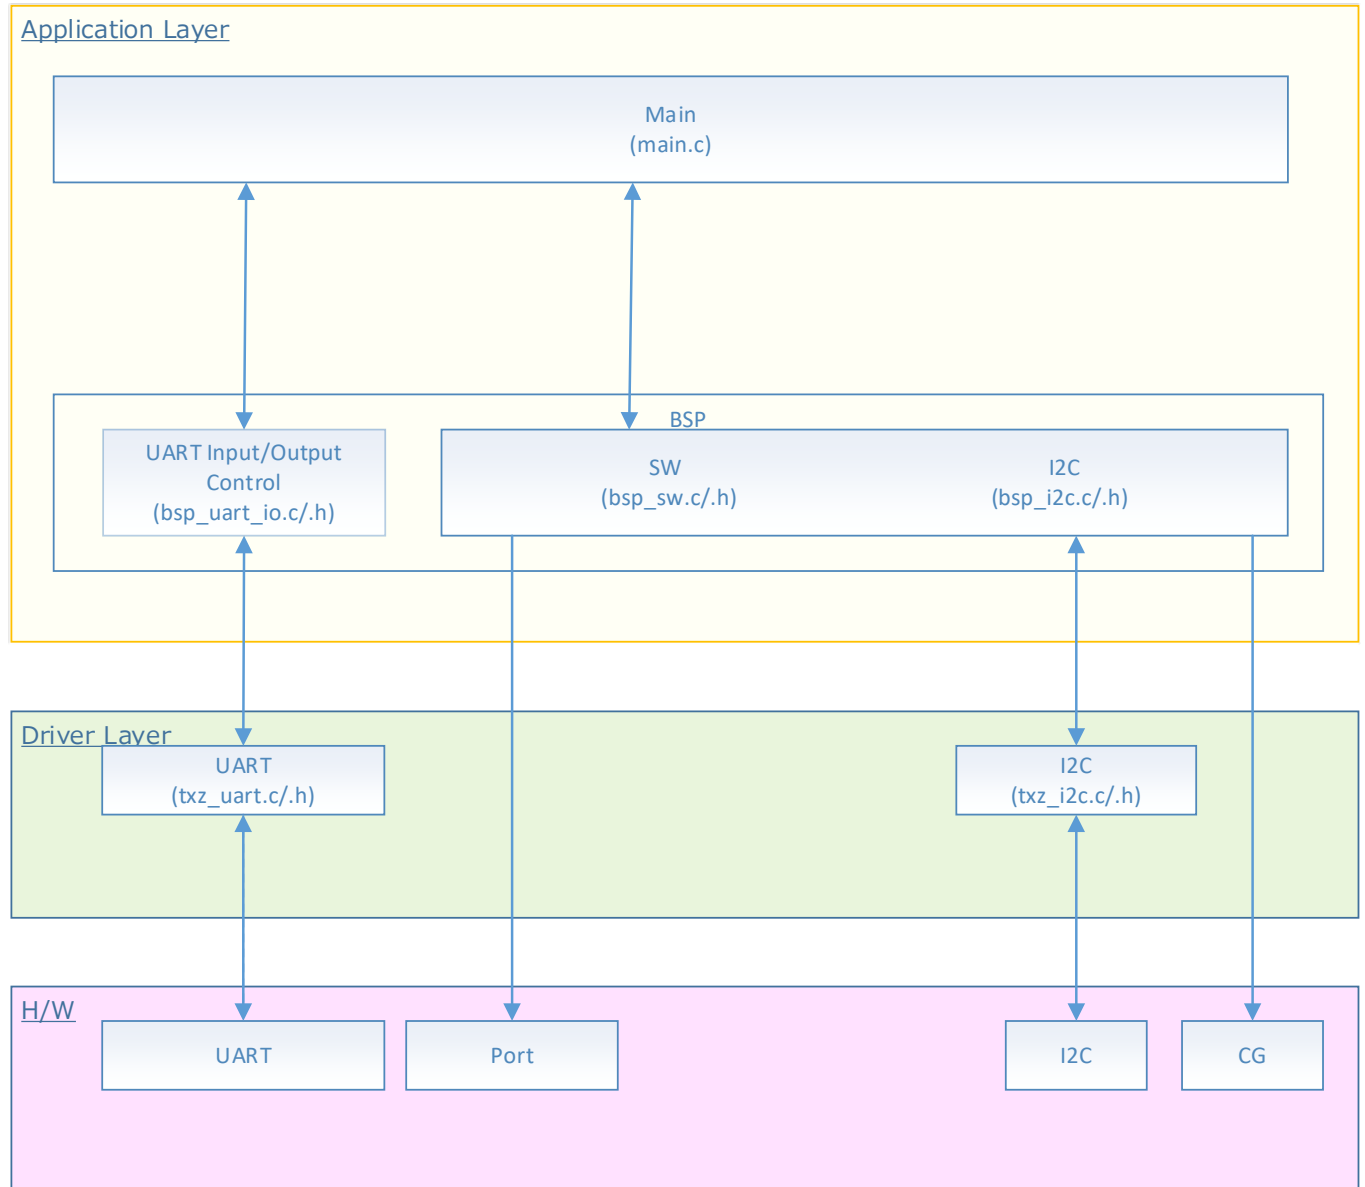 Application Layer
Main
(main.c)
BSP
UART Input/Output
Control
(bsp_uart_io.c/.h)
SW
(bsp_sw.c/.h)
I2C
(bsp_i2c.c/.h)
Driver Layer
UART
(txz_uart.c/.h)
I2C
(txz_i2c.c/.h)
H/W
UART
Port
I2C
CG